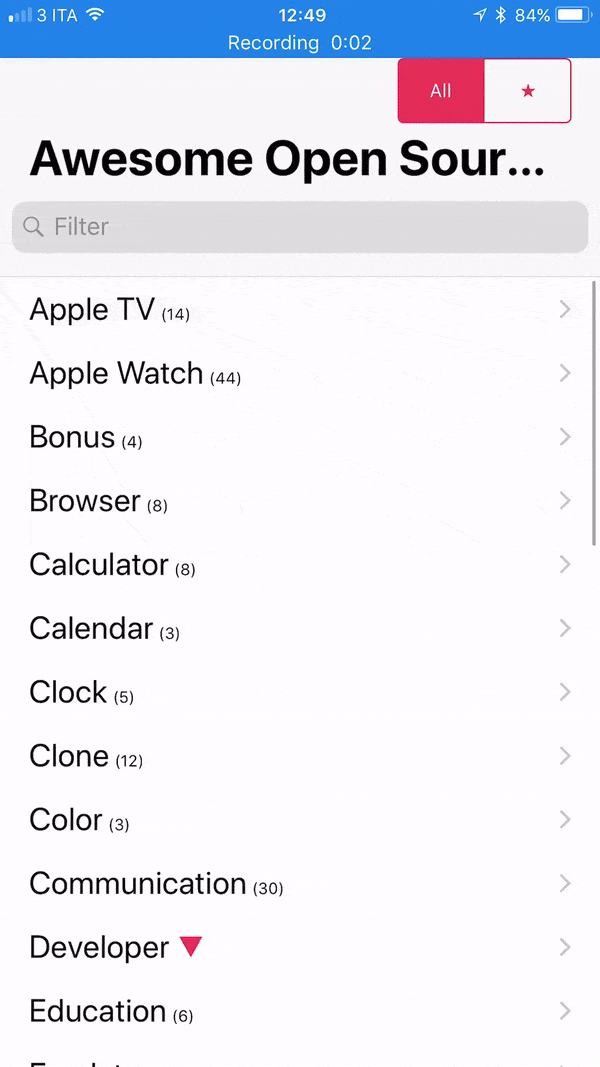 3 ITA 12:49 84%
Recording 0:02
All ★
Awesome Open Sour...
Filter
Apple TV (14)
Apple Watch (44)
Bonus (4)
Browser (8)
Calculator (8)
Calendar (3)
Clock (5)
Clone (12)
Color (3)
Communication (30)
Developer
Education (6)